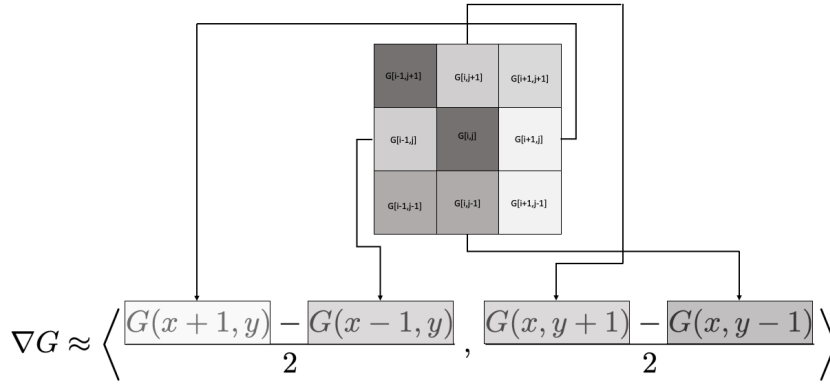 G[i-1,j+1] G[i,j+1] G[i+1,j+1]
G[i-1,j] G[i,j] G[i+1,j]
G[i-1,j-1] G[i,j-1] G[i+1,j-1]
∇G ≈ ⟨ (G(x + 1, y) − G(x − 1, y)) / 2 , (G(x, y + 1) − G(x, y − 1)) / 2 ⟩